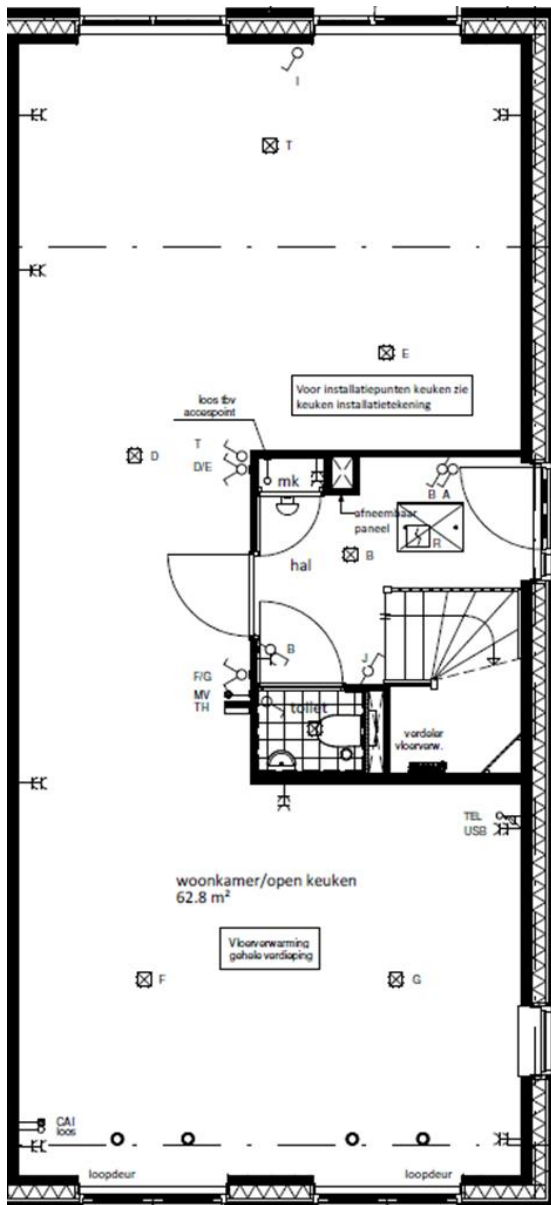 I
T
E
Voor installatiepunten keuken zie
keuken installatietekening
loos tbv
accespoint
T
D
D/E
mk
B A
afneembaar
paneel
R
hal
B
B
J
F/G
MV
TH
toilet
verdeler
vloerverw.
TEL
USB
woonkamer/open keuken
62.8 m²
Vloerverwarming
gehele verdieping
F
G
CAI
loos
loopdeur
loopdeur